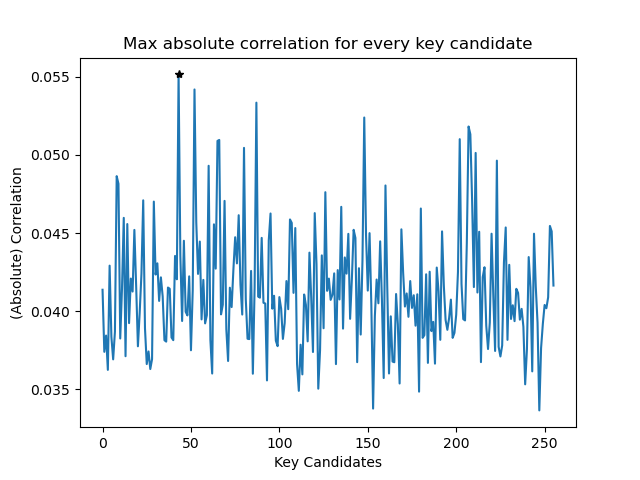 Max absolute correlation for every key candidate
0.055
0.050
0.045
0.040
0.035
(Absolute) Correlation
0 50 100 150 200 250
Key Candidates